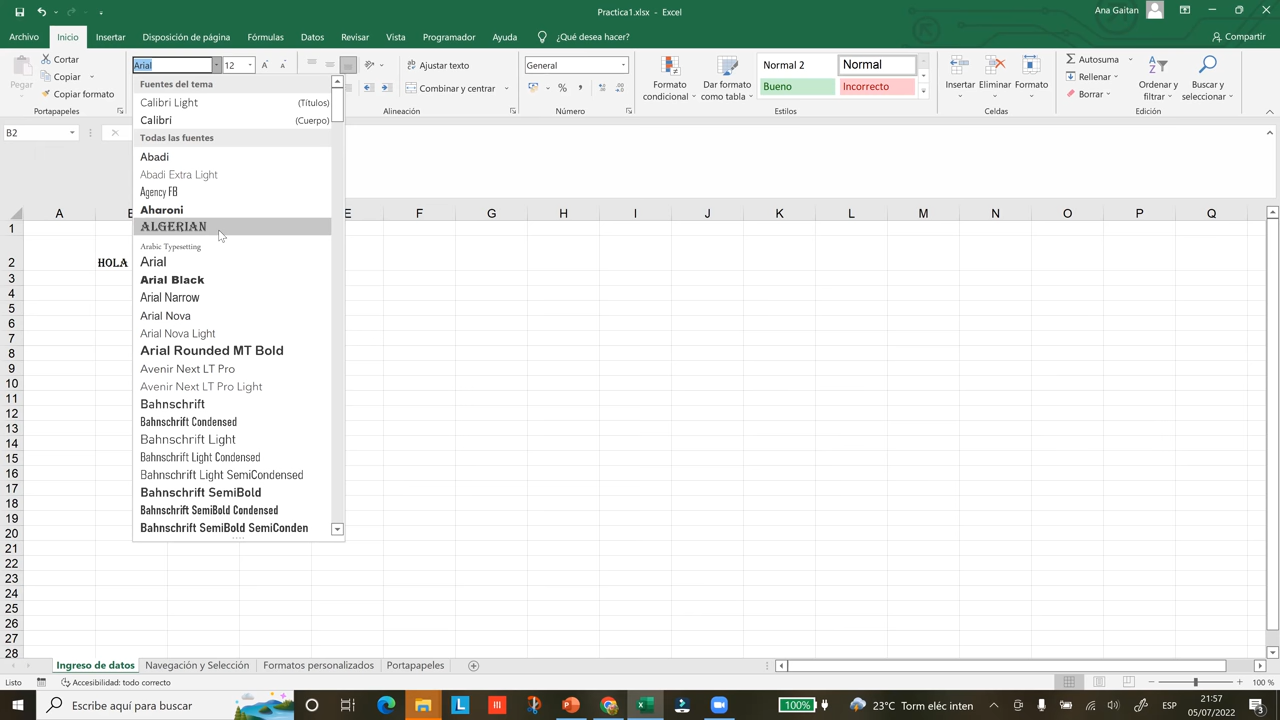 Practica1.xlsx - Excel
Ana Gaitan
Archivo Inicio Insertar Disposición de página Fórmulas Datos Revisar Vista Programador Ayuda ¿Qué desea hacer? Compartir
Pegar
Cortar
Copiar
Copiar formato
Portapapeles
Arial 12
Ajustar texto
Combinar y centrar
Alineación
General
% 000
Número
Formato condicional
Dar formato como tabla
Normal 2 Normal
Bueno Incorrecto
Estilos
Insertar Eliminar Formato
Celdas
Autosuma
Rellenar
Borrar
Ordenar y filtrar
Buscar y seleccionar
Edición
B2
Fuentes del tema
Calibri Light (Títulos)
Calibri (Cuerpo)
Todas las fuentes
Abadi
Abadi Extra Light
Agency FB
Aharoni
ALGERIAN
Arabic Typesetting
Arial
Arial Black
Arial Narrow
Arial Nova
Arial Nova Light
Arial Rounded MT Bold
Avenir Next LT Pro
Avenir Next LT Pro Light
Bahnschrift
Bahnschrift Condensed
Bahnschrift Light
Bahnschrift Light Condensed
Bahnschrift Light SemiCondensed
Bahnschrift SemiBold
Bahnschrift SemiBold Condensed
Bahnschrift SemiBold SemiConden
A E F G H I J K L M N O P Q
1
2 HOLA
3
4
5
6
7
8
9
10
11
12
13
14
15
16
17
18
19
20
21
22
23
24
25
26
27
28
Ingreso de datos Navegación y Selección Formatos personalizados Portapapeles
Listo Accesibilidad: todo correcto 100 %
Escribe aquí para buscar
100% 23°C Torm eléc inten ESP
21:57
05/07/2022
3